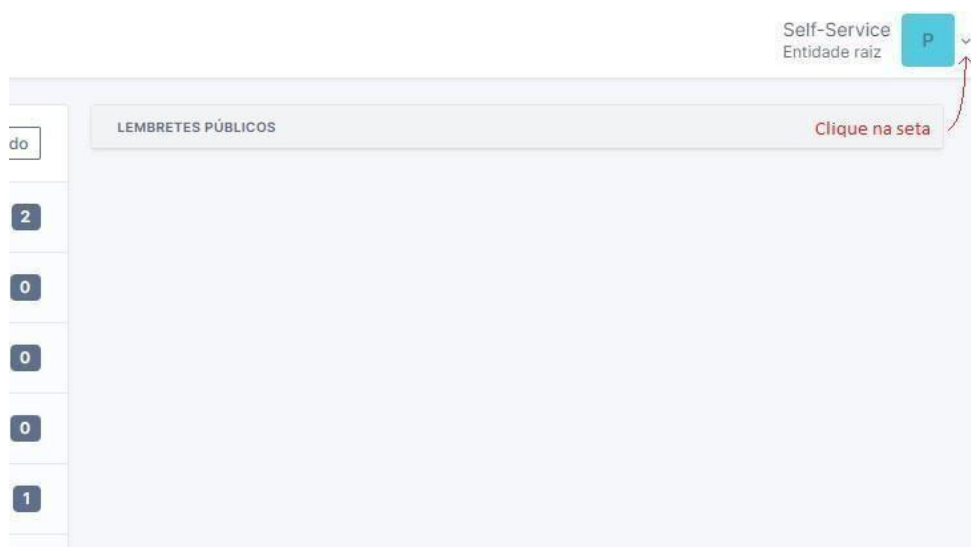 Self-Service
Entidade raiz
P
LEMBRETES PÚBLICOS
Clique na seta
do
2
0
0
0
1